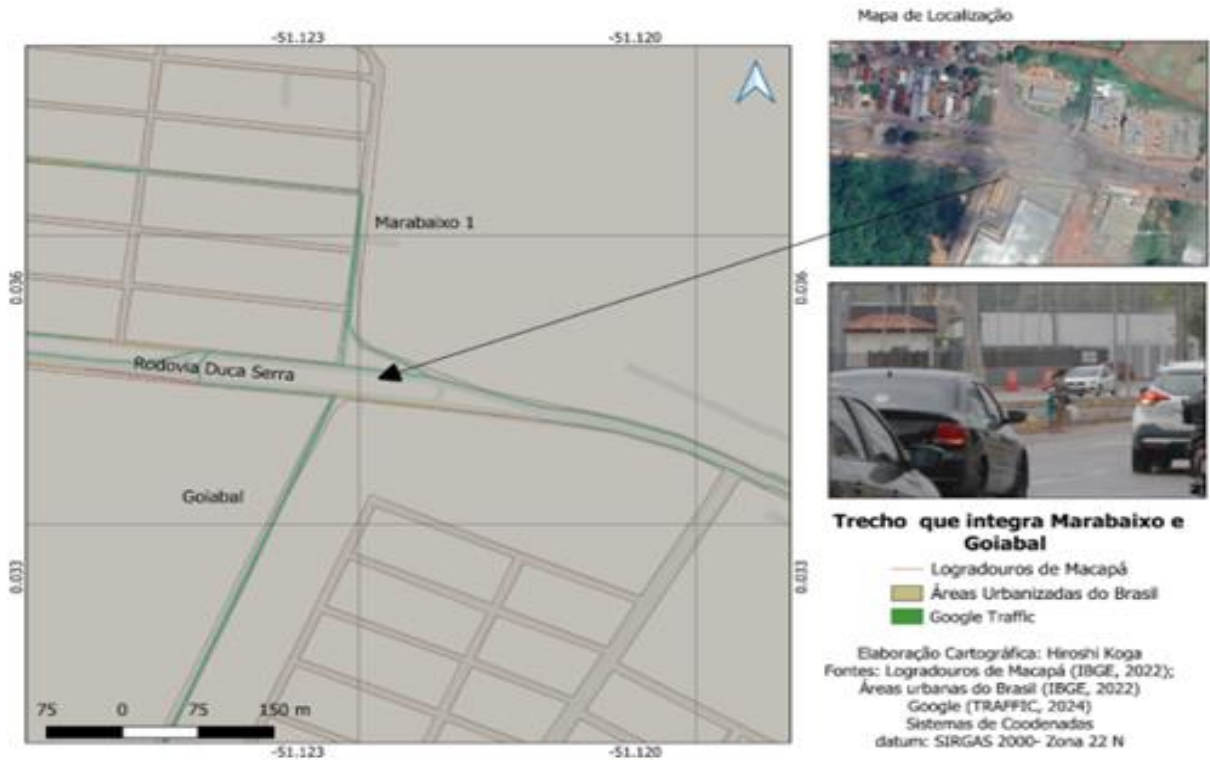 Mapa de Localização
-51.123
-51.120
Marabaixo 1
0.036
0.036
Rodovia Duca Serra
Goiabal
0.033
0.033
75 0 75 150 m
-51.123
-51.120
Trecho que integra Marabaixo e
Goiabal
Logradouros de Macapá
Áreas Urbanizadas do Brasil
Google Traffic
Elaboração Cartográfica: Hiroshi Koga
Fontes: Logradouros de Macapá (IBGE, 2022);
Áreas urbanas do Brasil (IBGE, 2022)
Google (TRAFFIC, 2024)
Sistemas de Coodenadas
datum: SIRGAS 2000- Zona 22 N